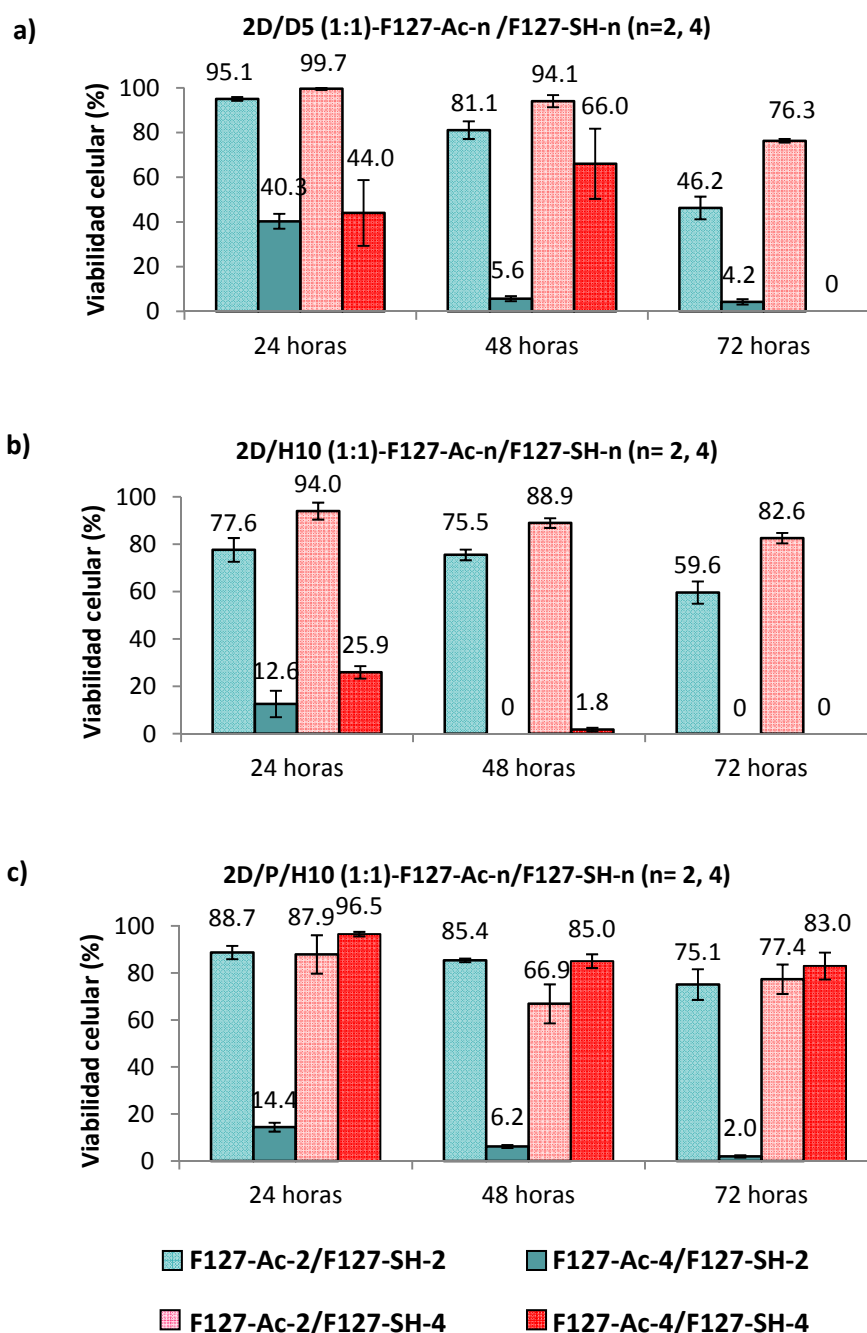 a)
2D/D5 (1:1)-F127-Ac-n /F127-SH-n (n=2, 4)
Viabilidad celular (%)
100
80
60
40
20
0
95.1
40.3
99.7
44.0
81.1
5.6
94.1
66.0
46.2
4.2
76.3
0
24 horas
48 horas
72 horas
b)
2D/H10 (1:1)-F127-Ac-n/F127-SH-n (n= 2, 4)
Viabilidad celular (%)
100
80
60
40
20
0
77.6
12.6
94.0
25.9
75.5
0
88.9
1.8
59.6
0
82.6
0
24 horas
48 horas
72 horas
c)
2D/P/H10 (1:1)-F127-Ac-n/F127-SH-n (n= 2, 4)
Viabilidad celular (%)
100
80
60
40
20
0
88.7
14.4
87.9
96.5
85.4
6.2
66.9
85.0
75.1
2.0
77.4
83.0
24 horas
48 horas
72 horas
F127-Ac-2/F127-SH-2
F127-Ac-4/F127-SH-2
F127-Ac-2/F127-SH-4
F127-Ac-4/F127-SH-4